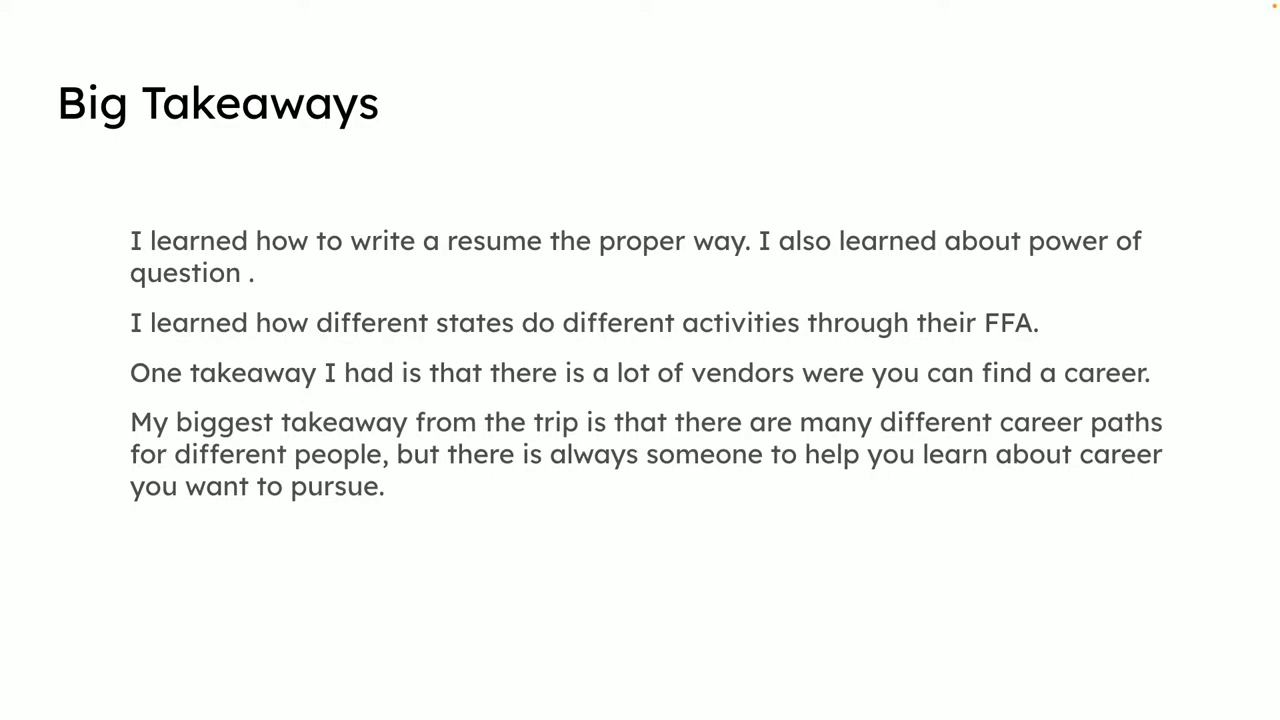 Big Takeaways
I learned how to write a resume the proper way. I also learned about power of
question .
I learned how different states do different activities through their FFA.
One takeaway I had is that there is a lot of vendors were you can find a career.
My biggest takeaway from the trip is that there are many different career paths
for different people, but there is always someone to help you learn about career
you want to pursue.